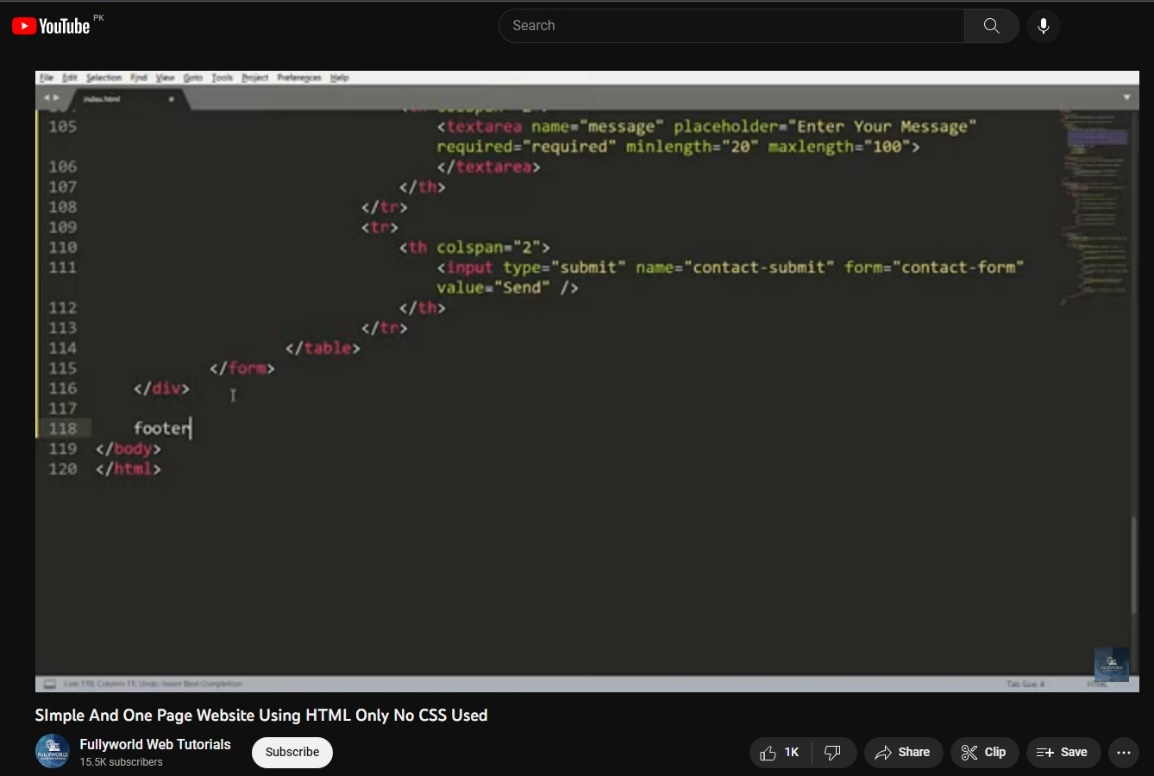 YouTube PK
Search
File Edit Selection Find View Goto Tools Project Preferences Help
index.html
105 <textarea name="message" placeholder="Enter Your Message"
required="required" minlength="20" maxlength="100">
106 </textarea>
107 </th>
108 </tr>
109 <tr>
110 <th colspan="2">
111 <input type="submit" name="contact-submit" form="contact-form"
value="Send" />
112 </th>
113 </tr>
114 </table>
115 </form>
116 </div>
117
118 footer
119 </body>
120 </html>
Tab Size: 4 HTML
SImple And One Page Website Using HTML Only No CSS Used
Fullyworld Web Tutorials
15.5K subscribers
Subscribe
1K
Share
Clip
Save